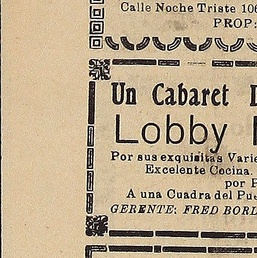 Calle Noche Triste 106
PROP:
Un Cabaret
Lobby
Por sus exquisitas Varie
Excelente Cocina.
por
A una Cuadra del Pue
GERENTE: FRED BORL